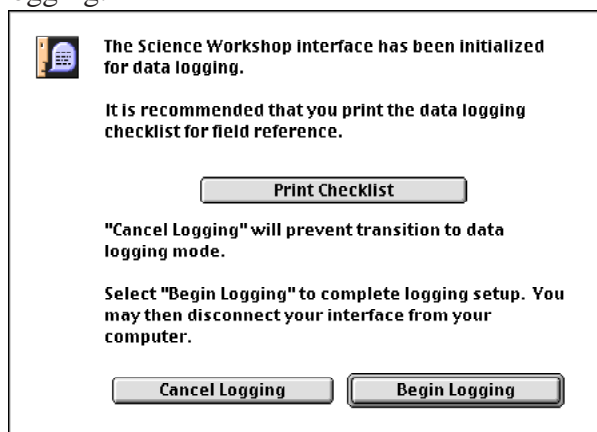 The Science Workshop interface has been initialized
for data logging.
It is recommended that you print the data logging
checklist for field reference.
Print Checklist
"Cancel Logging" will prevent transition to data
logging mode.
Select "Begin Logging" to complete logging setup. You
may then disconnect your interface from your
computer.
Cancel Logging Begin Logging